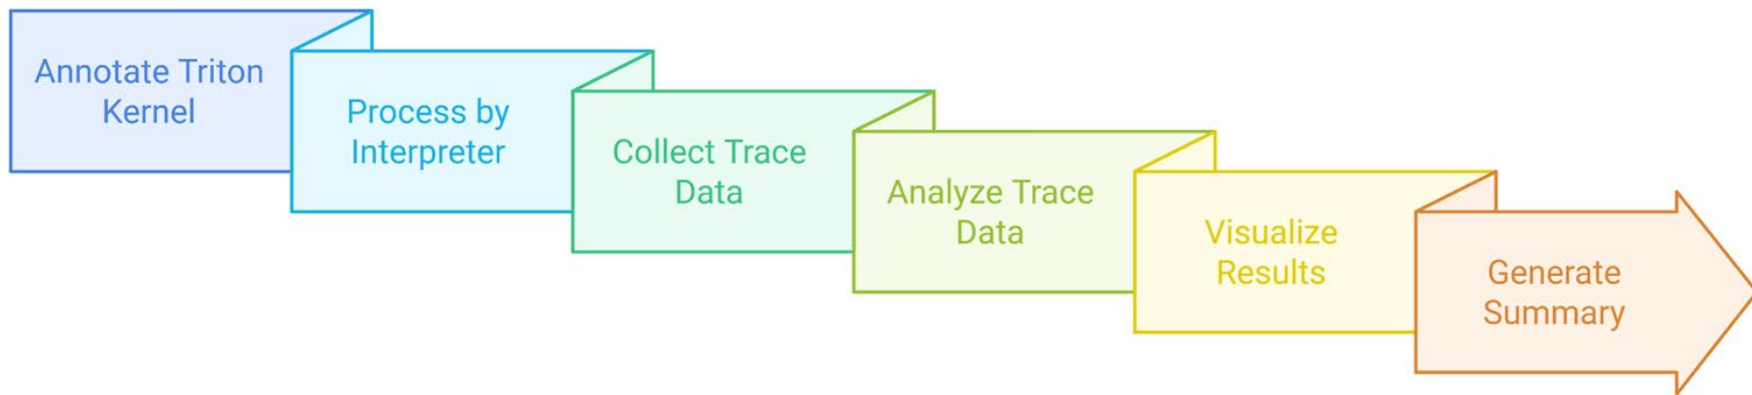 Annotate Triton
Kernel
Process by
Interpreter
Collect Trace
Data
Analyze Trace
Data
Visualize
Results
Generate
Summary